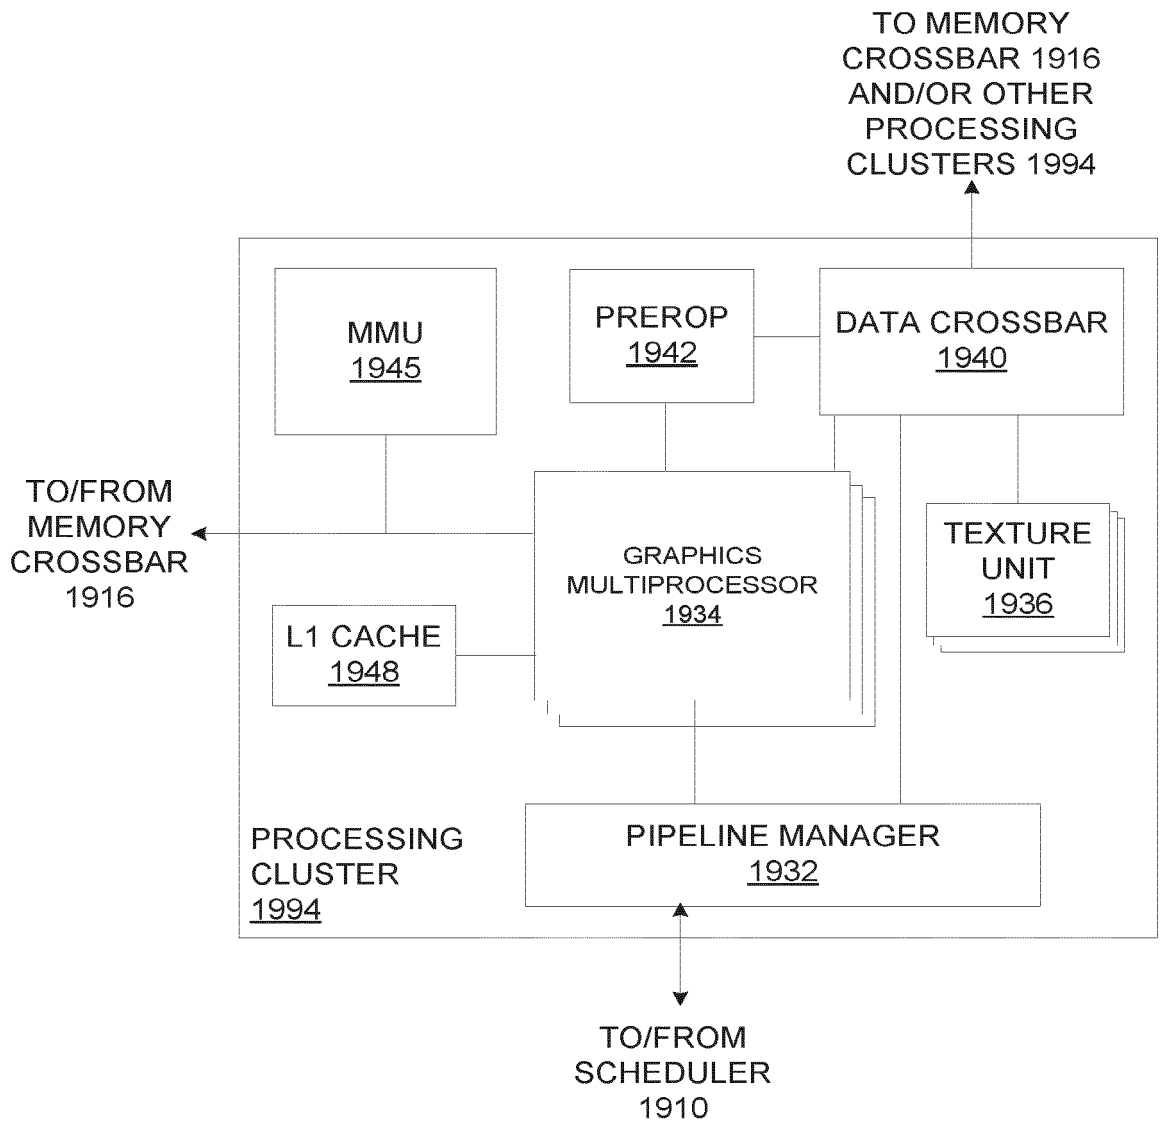 TO MEMORY
CROSSBAR 1916
AND/OR OTHER
PROCESSING
CLUSTERS 1994
MMU
1945
PREROP
1942
DATA CROSSBAR
1940
TO/FROM
MEMORY
CROSSBAR
1916
GRAPHICS
MULTIPROCESSOR
1934
TEXTURE
UNIT
1936
L1 CACHE
1948
PROCESSING
CLUSTER
1994
PIPELINE MANAGER
1932
TO/FROM
SCHEDULER
1910